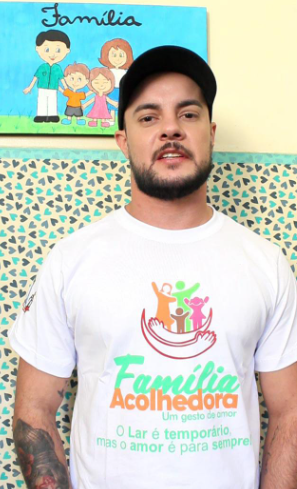 Família
Família
Acolhedora
Um gesto de amor
O Lar é temporário,
mas o amor é para sempre!